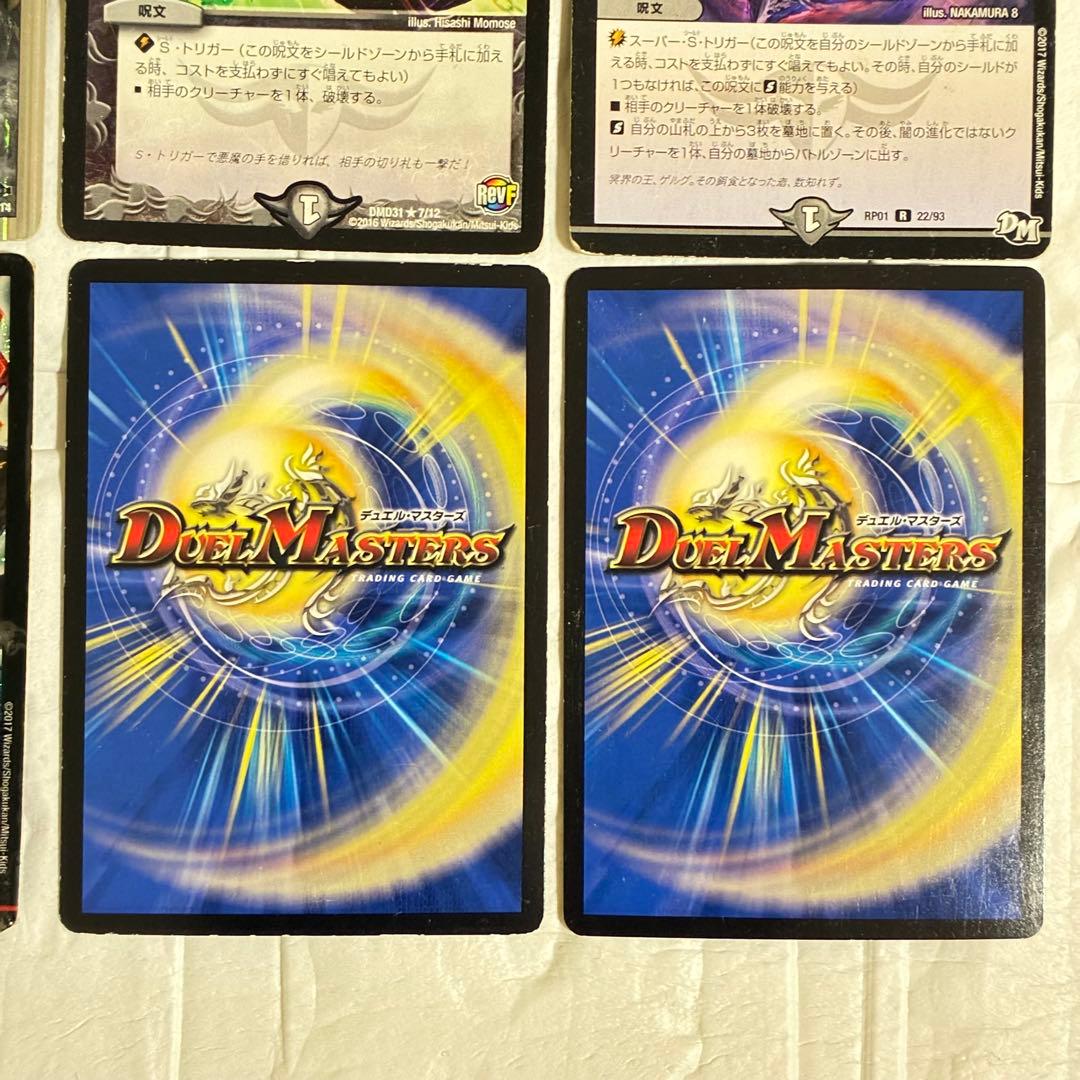 呪文
illus. Hisashi Momose
S・トリガー(この呪文をシールドゾーンから手札に加
える時、コストを支払わずにすぐ唱えてもよい)
■ 相手のクリーチャーを1体、破壊する。
S・トリガーで悪魔の手を借りれば、相手の切り札も一撃だ!
RevF
1
DMD31★7/12
©2016 Wizards/Shogakukan/Mitsui-Kids
呪文
illus. NAKAMURA 8
スーパー・S・トリガー(この呪文を自分のシールドゾーンから手札に加
える時、コストを支払わずにすぐ唱えてもよい。その時、自分のシールドが
1つもなければ、この呪文にS能力を与える)
■ 相手のクリーチャーを1体破壊する。
S 自分の山札の上から3枚を墓地に置く。その後、闇の進化ではないク
リーチャーを1体、自分の墓地からバトルゾーンに出す。
冥界の王、ゲルグ。その餌食となった者、数知れず。
1
RP01 R 22/93
DM
©2017 Wizards/Shogakukan/Mitsui-Kids
©2017 Wizards/Shogakukan/Mitsui-Kids
デュエル・マスターズ
DUEL MASTERS
TRADING CARD GAME
デュエル・マスターズ
DUEL MASTERS
TRADING CARD GAME